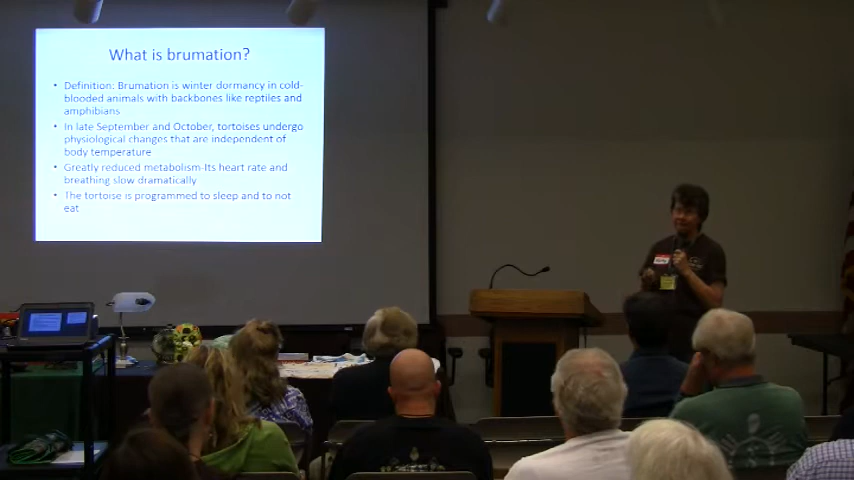 What is brumation?
• Definition: Brumation is winter dormancy in cold-
blooded animals with backbones like reptiles and
amphibians
• In late September and October, tortoises undergo
physiological changes that are independent of
body temperature
• Greatly reduced metabolism-Its heart rate and
breathing slow dramatically
• The tortoise is programmed to sleep and to not
eat